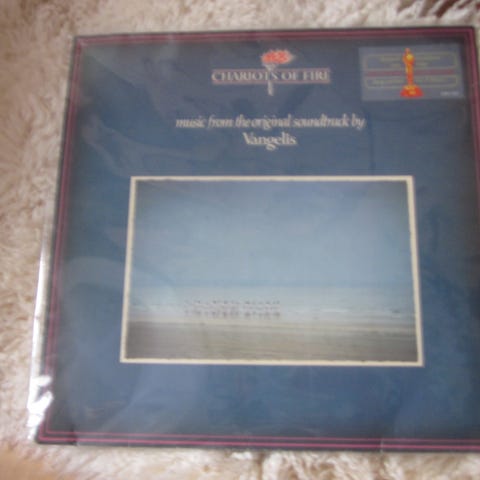 CHARIOTS OF FIRE
music from the original soundtrack by
Vangelis